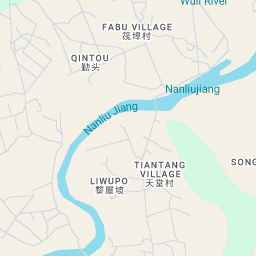 Wuli River
FABU VILLAGE
筏埠村
QINTOU
勤头
Nanliujiang
Nanliu Jiang
TIANTANG
VILLAGE
天堂村
SONG
LIWUPO
黎屋坡